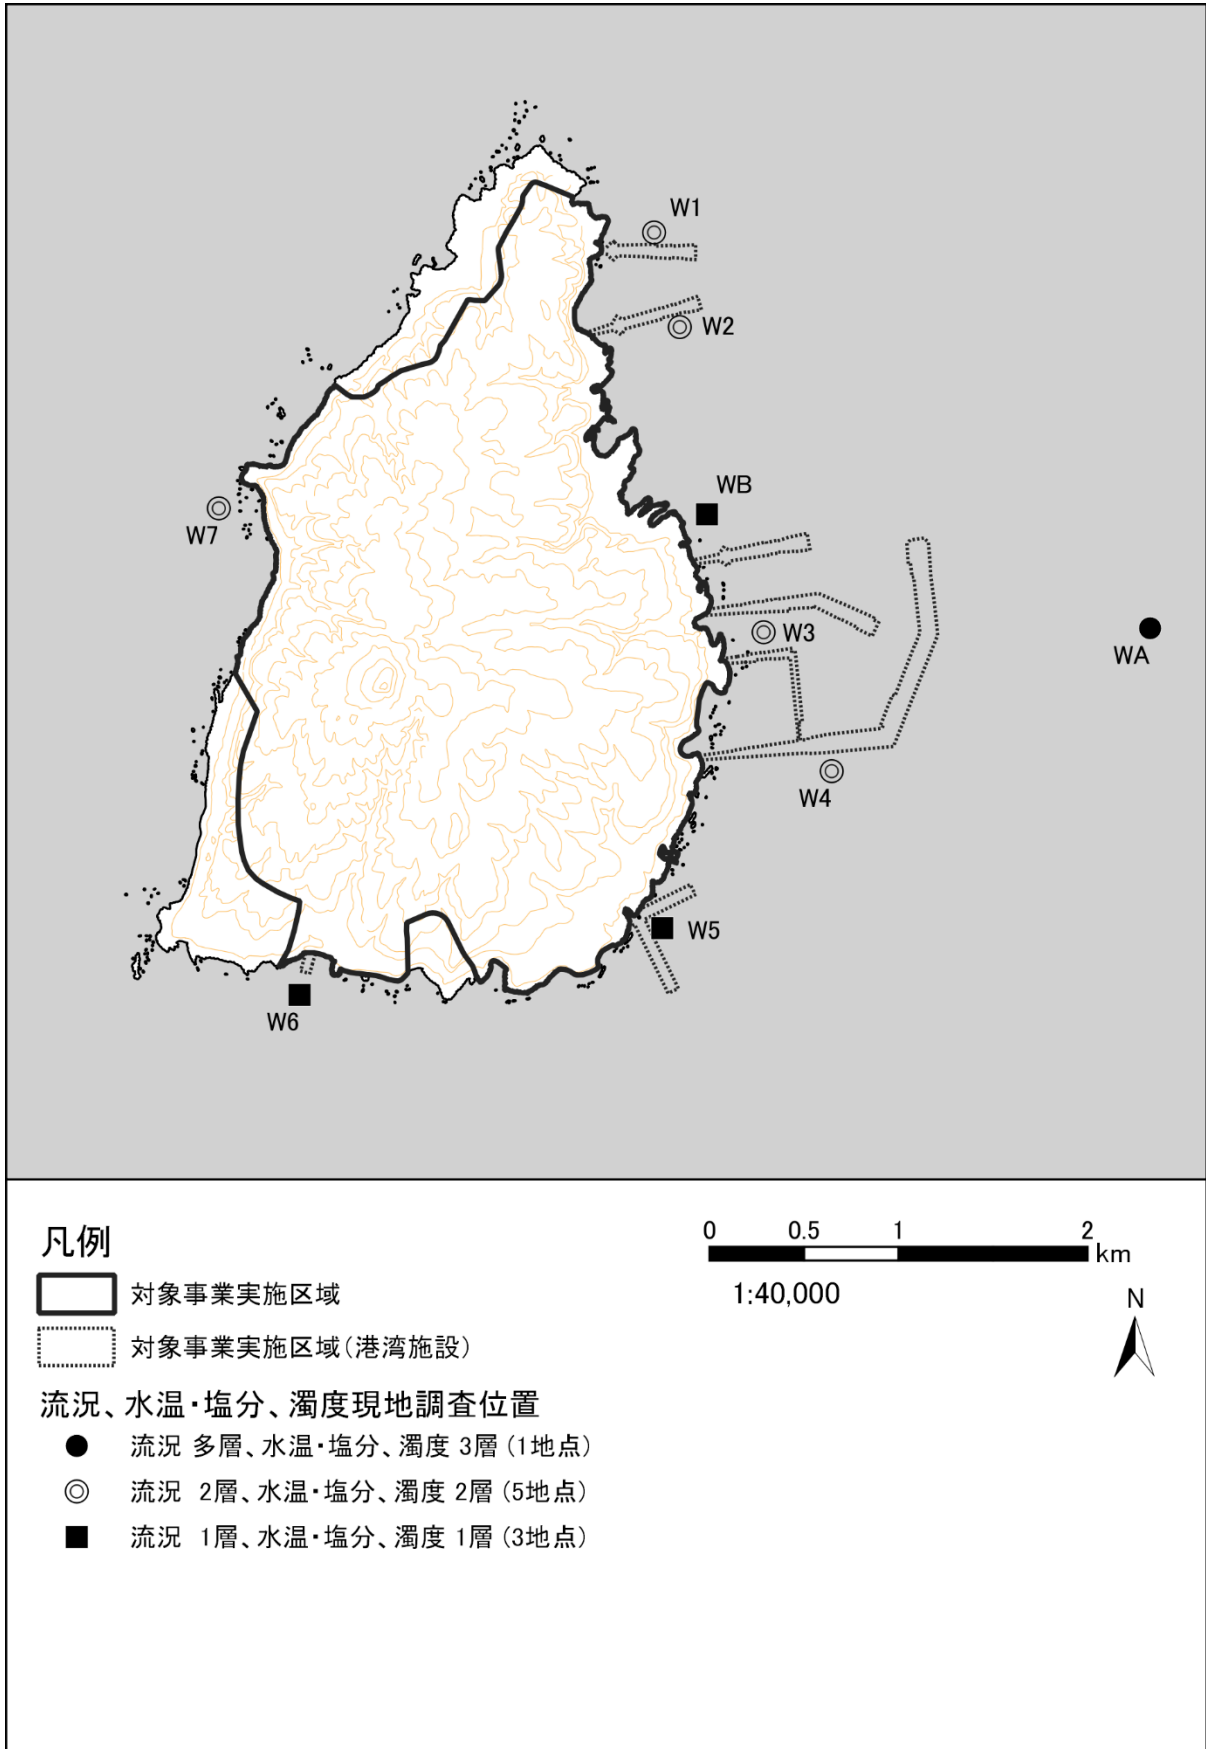 W1
W2
WB
W7
W3
WA
W4
W5
W6
凡例
対象事業実施区域
対象事業実施区域(港湾施設)
流況、水温・塩分、濁度現地調査位置
流況 多層、水温・塩分、濁度 3層 (1地点)
流況 2層、水温・塩分、濁度 2層 (5地点)
流況 1層、水温・塩分、濁度 1層 (3地点)
0 0.5 1 2
km
1:40,000
N